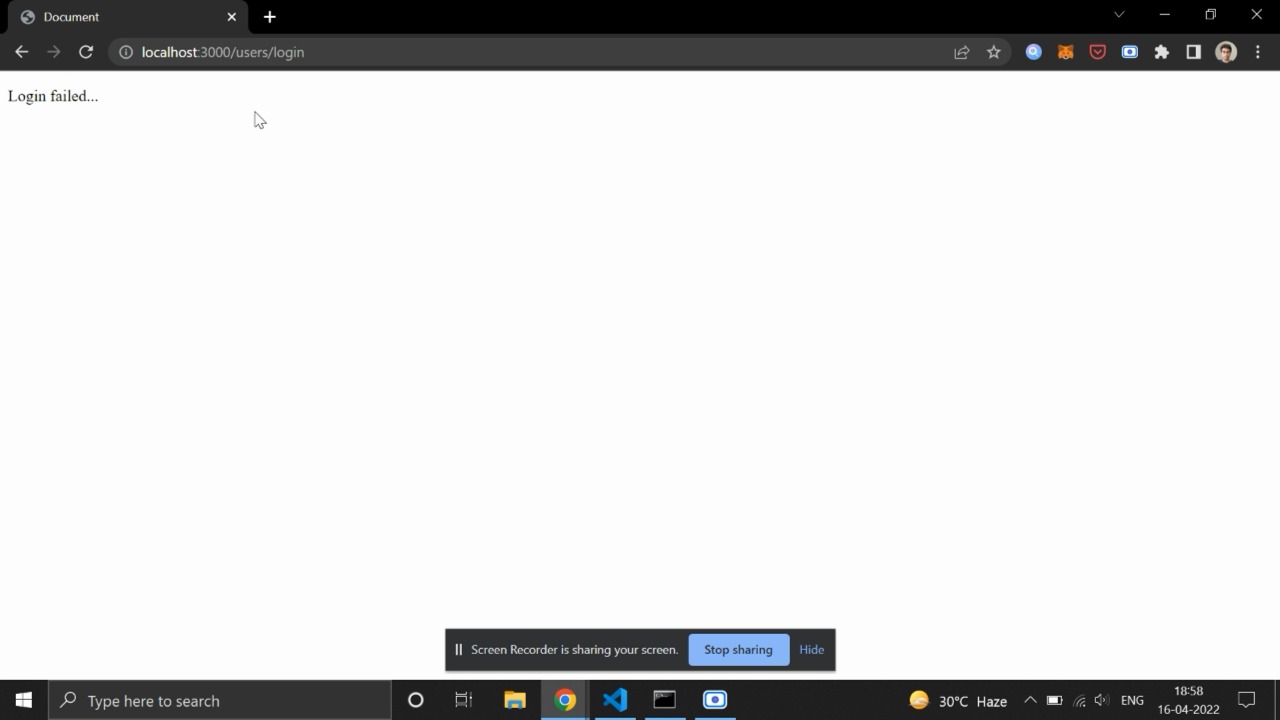 Document
localhost:3000/users/login
Login failed...
Screen Recorder is sharing your screen.
Stop sharing
Hide
Type here to search
30°C Haze
ENG
18:58
16-04-2022